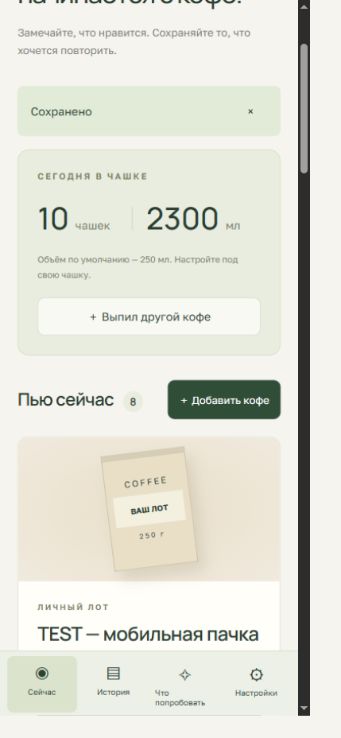 начинается с кофе.
Замечайте, что нравится. Сохраняйте то, что
хочется повторить.
Сохранено ×
СЕГОДНЯ В ЧАШКЕ
10 чашек 2300 мл
Объём по умолчанию — 250 мл. Настройте под
свою чашку.
+ Выпил другой кофе
Пью сейчас 8
+ Добавить кофе
COFFEE
ВАШ ЛОТ
250 г
ЛИЧНЫЙ ЛОТ
TEST — мобильная пачка
Сейчас
История
Что
попробовать
Настройки